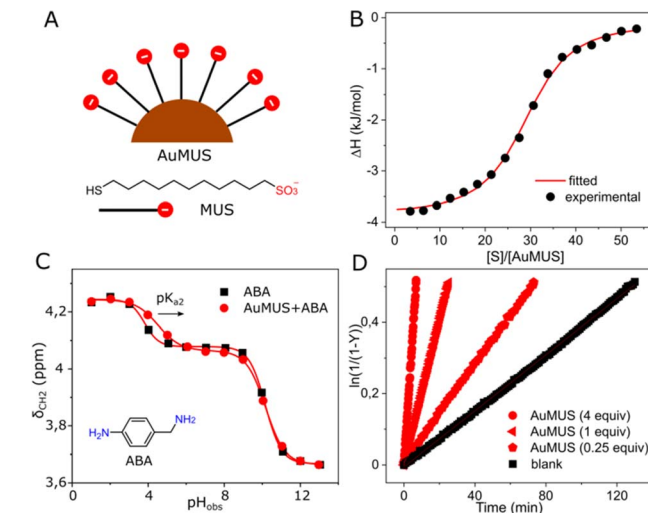 A
AuMUS
HS
SO₃⁻
MUS
B
0
-1
-2
-3
-4
ΔH (kJ/mol)
fitted
experimental
0 10 20 30 40 50
[S]/[AuMUS]
C
4,2
4
3,8
3,6
δCH2 (ppm)
pKa2
ABA
AuMUS+ABA
H₂N
NH₂
ABA
0 4 8 12
pHobs
D
0,4
0,2
0
ln(1/(1-Y))
AuMUS (4 equiv)
AuMUS (1 equiv)
AuMUS (0.25 equiv)
blank
0 40 80 120
Time (min)